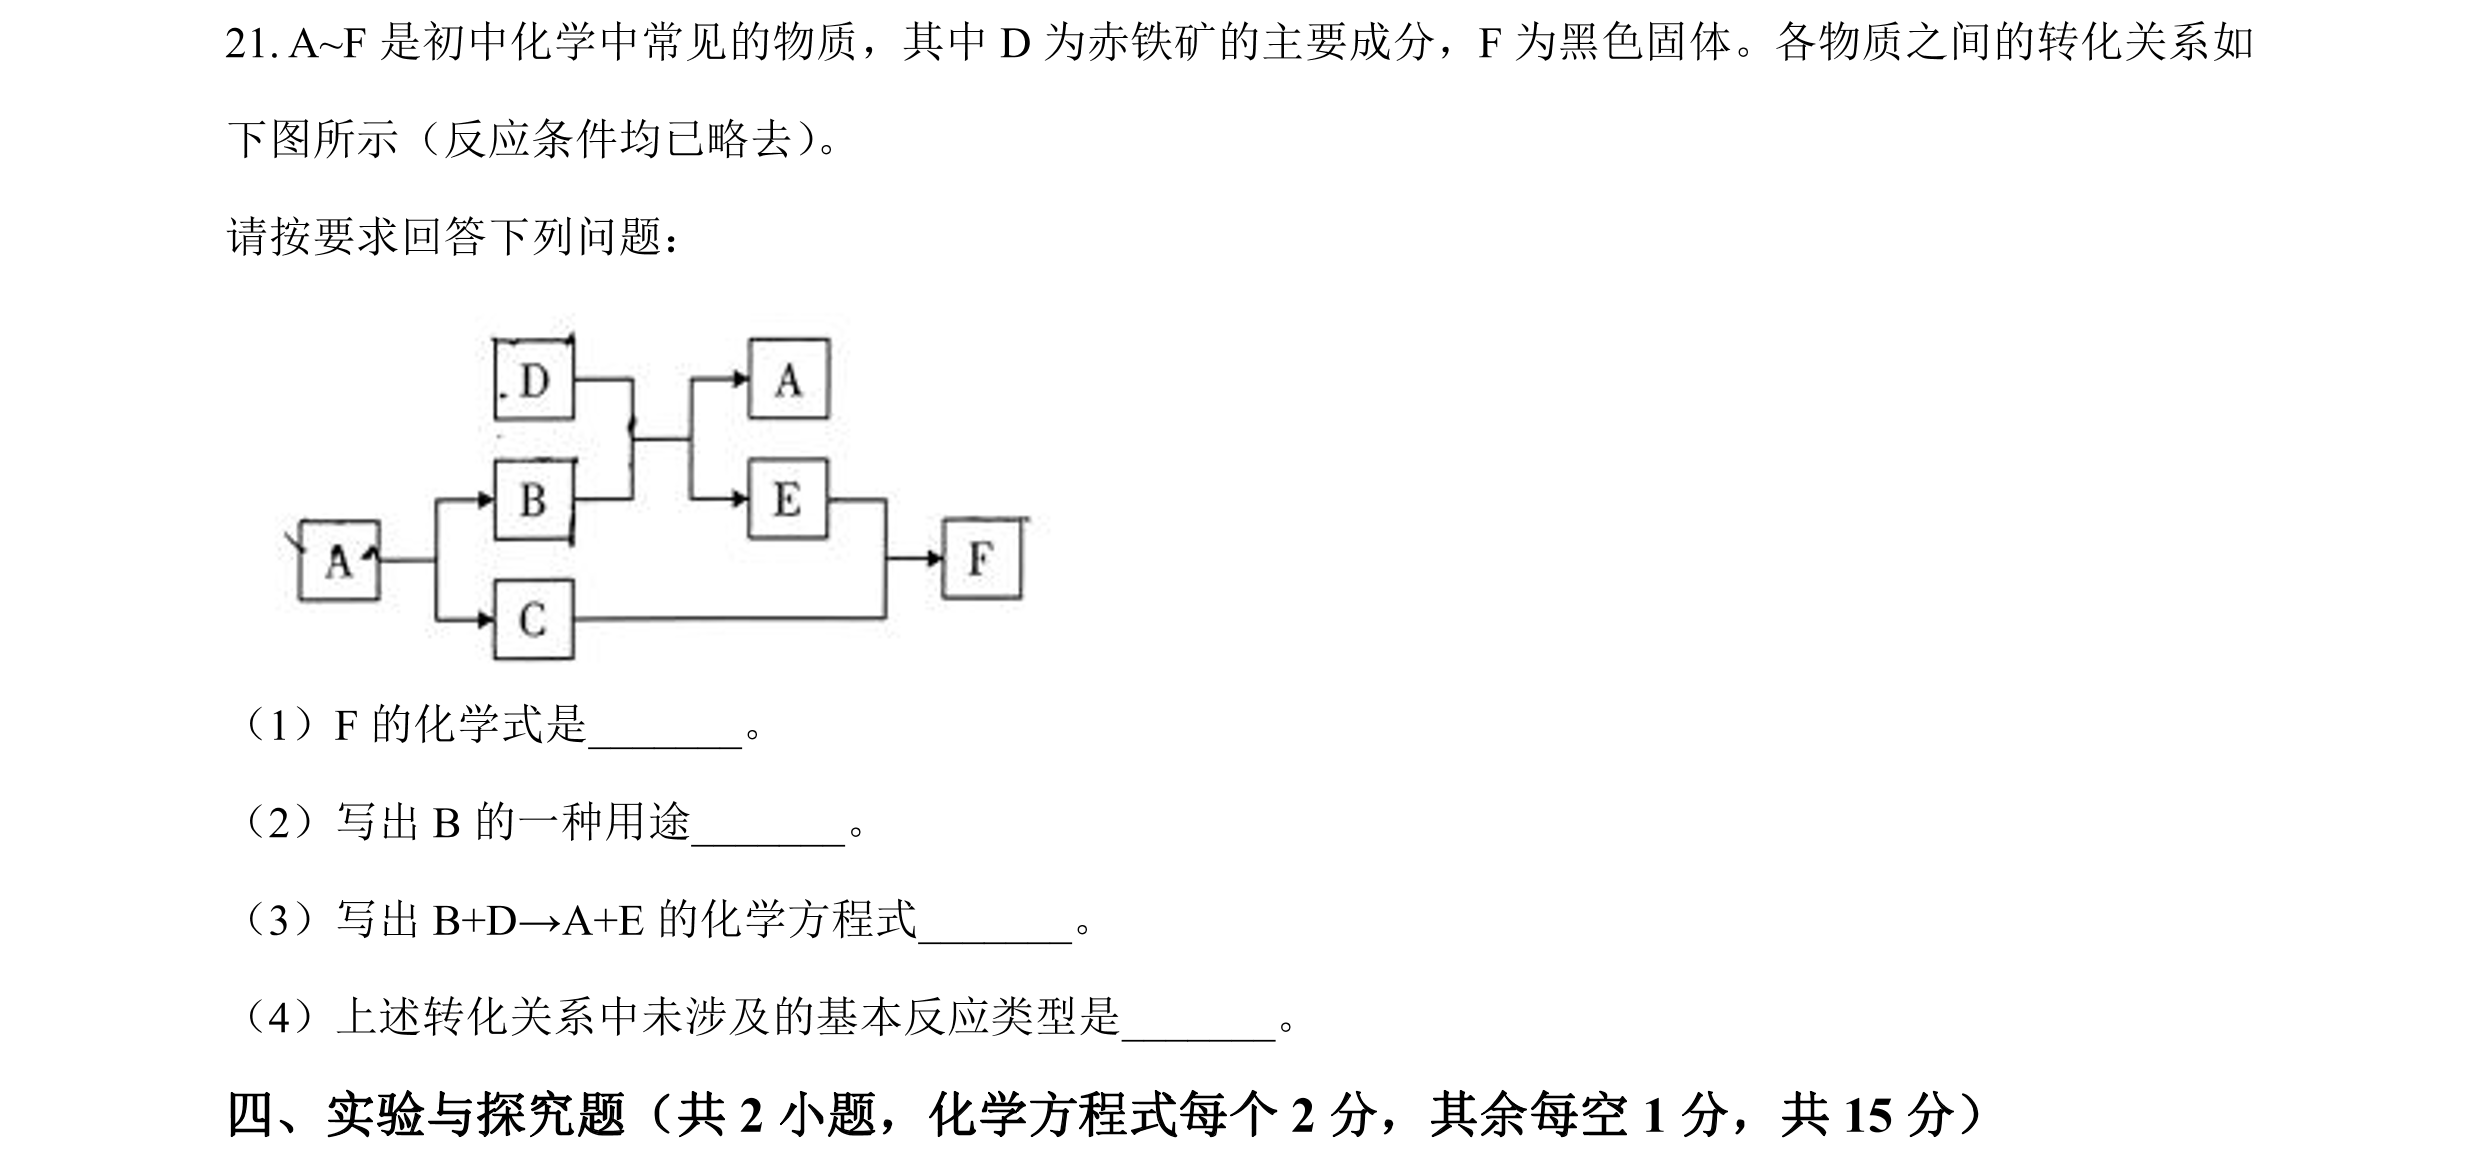 21. A~F 是初中化学中常见的物质，其中 D 为赤铁矿的主要成分，F 为黑色固体。各物质之间的转化关系如
下图所示（反应条件均已略去）。
请按要求回答下列问题：
D A
B E
A F
C
（1）F 的化学式是_______。
（2）写出 B 的一种用途_______。
（3）写出 B+D→A+E 的化学方程式_______。
（4）上述转化关系中未涉及的基本反应类型是_______。
四、实验与探究题（共 2 小题，化学方程式每个 2 分，其余每空 1 分，共 15 分）